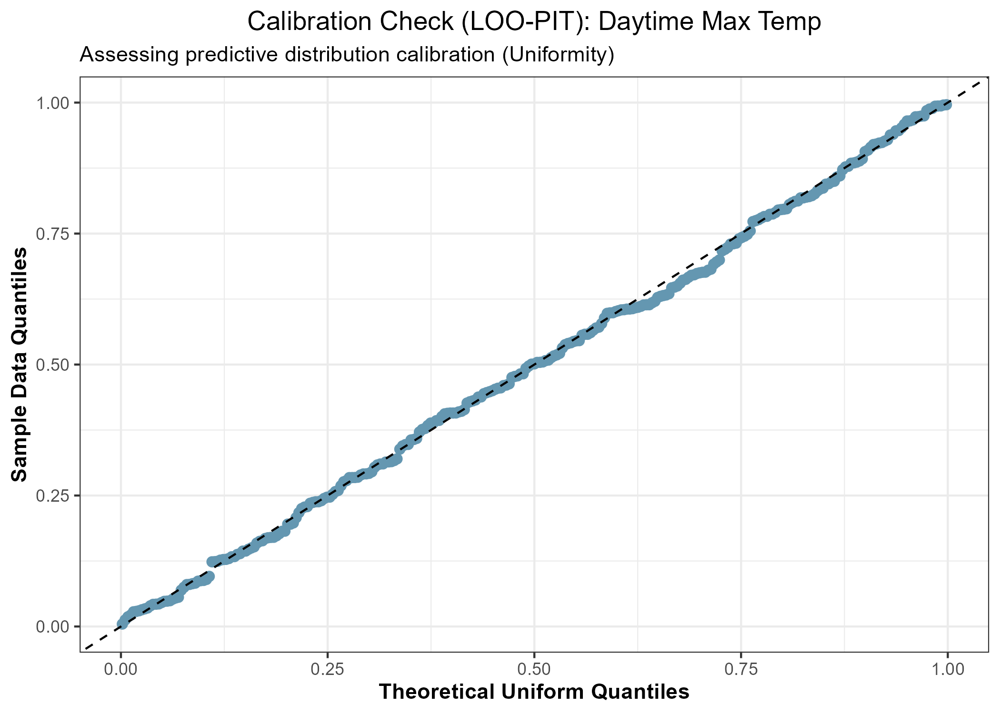 Calibration Check (LOO-PIT): Daytime Max Temp
Assessing predictive distribution calibration (Uniformity)
Sample Data Quantiles
1.00
0.75
0.50
0.25
0.00
0.00 0.25 0.50 0.75 1.00
Theoretical Uniform Quantiles